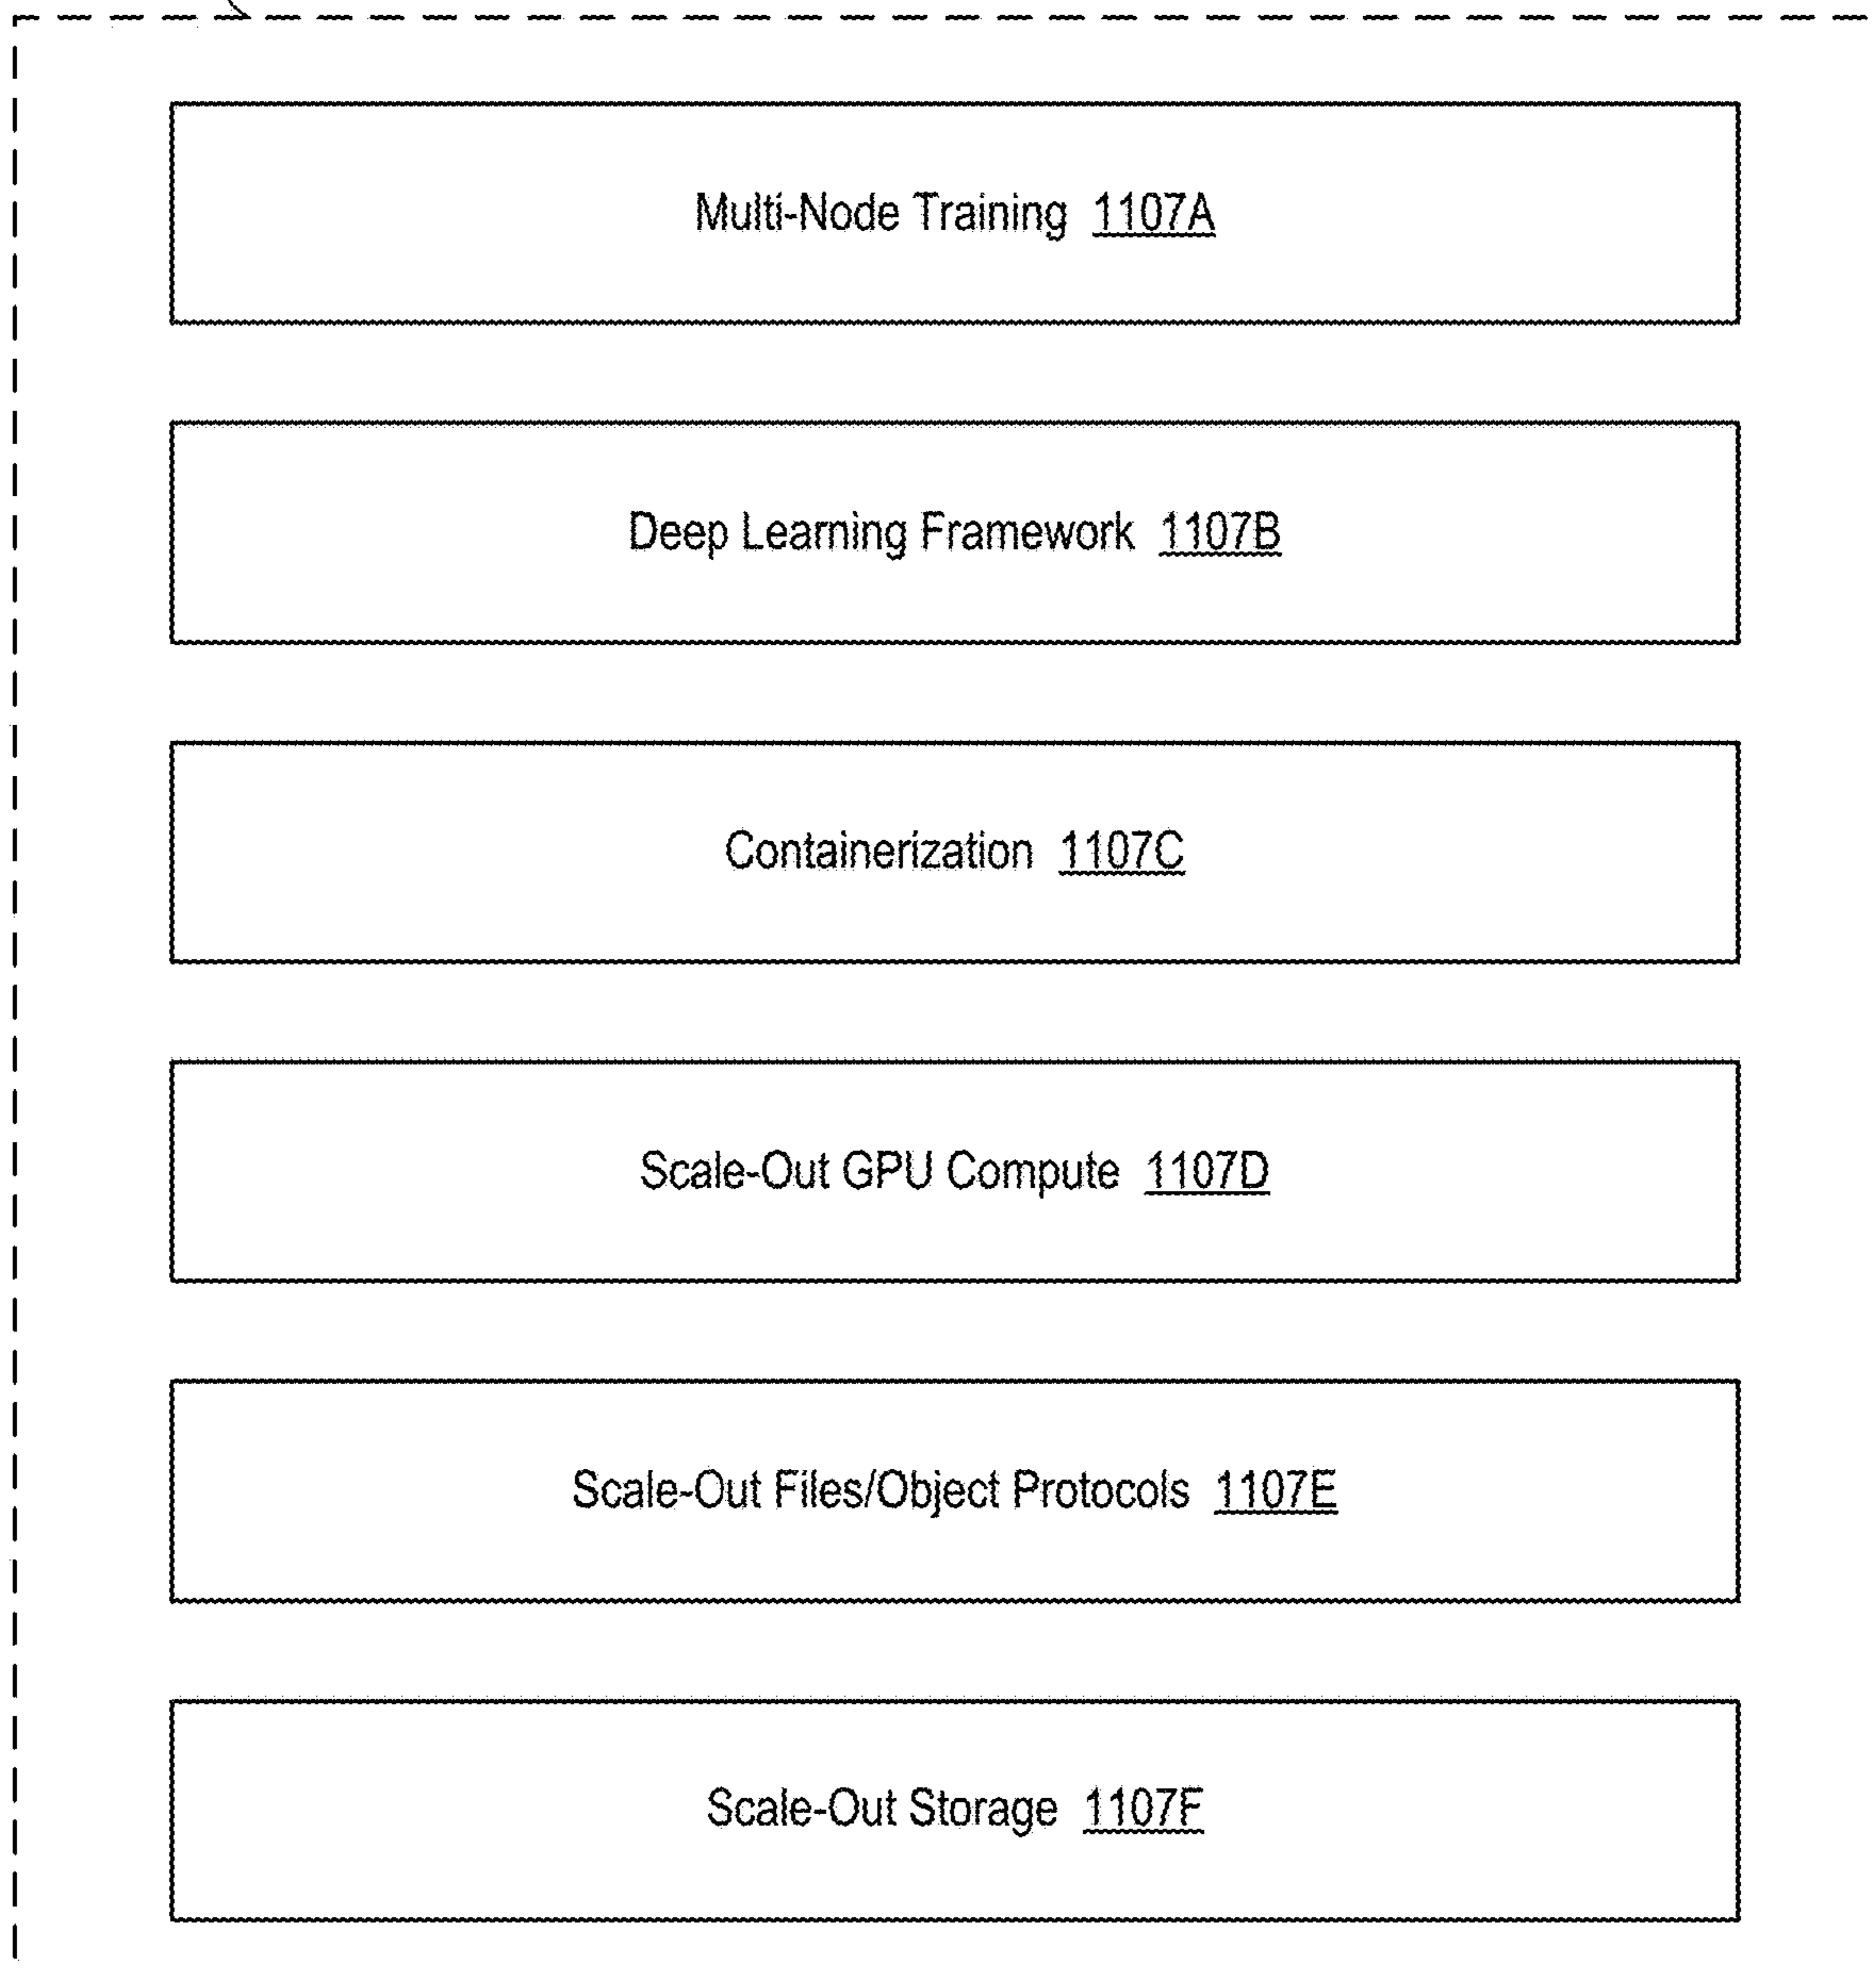 Multi-Node Training 1107A
Deep Learning Framework 1107B
Containerization 1107C
Scale-Out GPU Compute 1107D
Scale-Out Files/Object Protocols 1107E
Scale-Out Storage 1107F